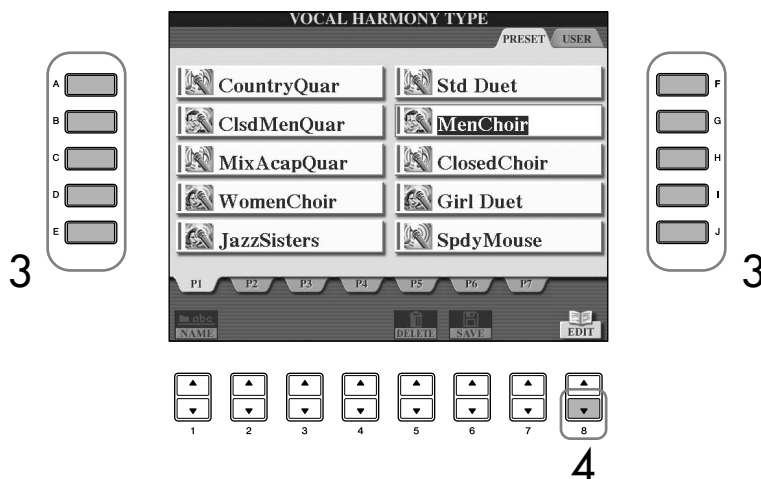 VOCAL HARMONY TYPE
PRESET USER
A CountryQuar Std Duet F
B ClsdMenQuar MenChoir G
C MixAcapQuar ClosedChoir H
D WomenChoir Girl Duet I
E JazzSisters SpdyMouse J
3 3
P1 P2 P3 P4 P5 P6 P7
abc
NAME DELETE SAVE EDIT
1 2 3 4 5 6 7 8
4